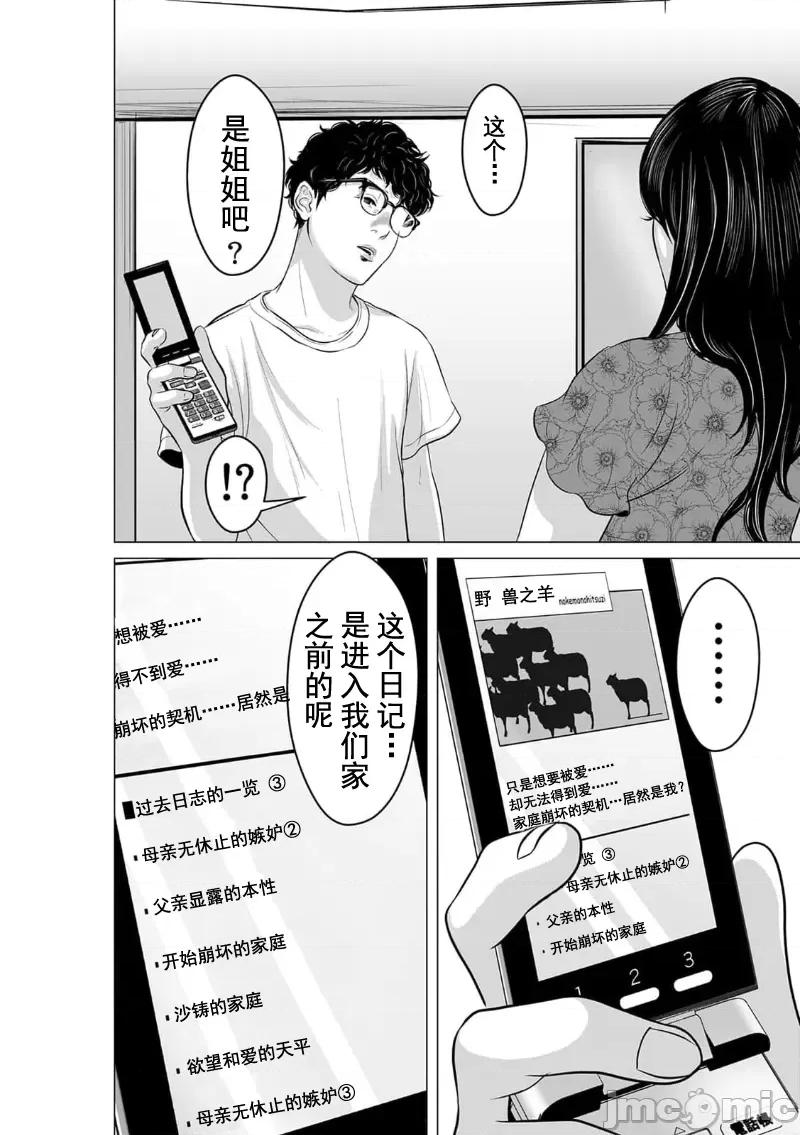 这个…
是姐姐吧？
!?
……
野 兽之羊
nokemonohitsuzi
只是想要被爱……
却无法得到爱……
家庭崩坏的契机…居然是我？
览 ③
母亲无休止的嫉妒②
父亲的本性
开始崩坏的家庭
1 2 3
電話帳
这个日记…
是进入我们家
之前的呢
想被爱……
得不到爱……
崩坏的契机……居然是
■过去日志的一览 ③
母亲无休止的嫉妒②
父亲显露的本性
开始崩坏的家庭
沙铸的家庭
欲望和爱的天平
母亲无休止的嫉妒③
jmcomic